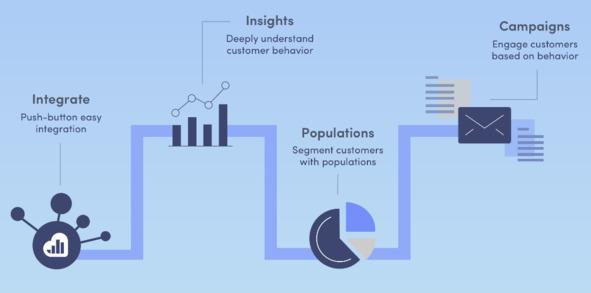 Integrate
Push-button easy
integration
Insights
Deeply understand
customer behavior
Populations
Segment customers
with populations
Campaigns
Engage customers
based on behavior